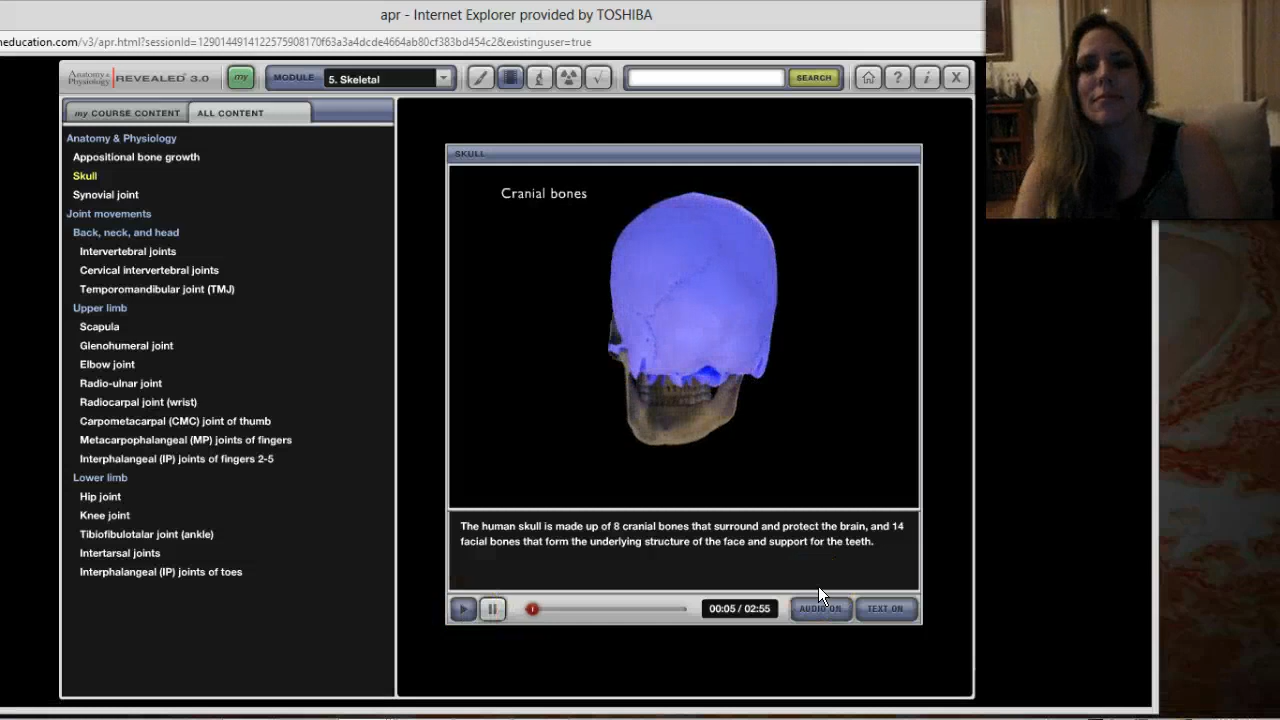 apr - Internet Explorer provided by TOSHIBA
neducation.com/v3/apr.html?sessionId=1290144914122575908170f63a3a4dcde4664ab80cf383bd454c2&existinguser=true
Anatomy & Physiology REVEALED 3.0
my
MODULE
5. Skeletal
SEARCH
?
i
X
my COURSE CONTENT
ALL CONTENT
Anatomy & Physiology
Appositional bone growth
Skull
Synovial joint
Joint movements
Back, neck, and head
Intervertebral joints
Cervical intervertebral joints
Temporomandibular joint (TMJ)
Upper limb
Scapula
Glenohumeral joint
Elbow joint
Radio-ulnar joint
Radiocarpal joint (wrist)
Carpometacarpal (CMC) joint of thumb
Metacarpophalangeal (MP) joints of fingers
Interphalangeal (IP) joints of fingers 2-5
Lower limb
Hip joint
Knee joint
Tibiofibulotalar joint (ankle)
Intertarsal joints
Interphalangeal (IP) joints of toes
SKULL
Cranial bones
The human skull is made up of 8 cranial bones that surround and protect the brain, and 14
facial bones that form the underlying structure of the face and support for the teeth.
00:05 / 02:55
AUDIO ON
TEXT ON